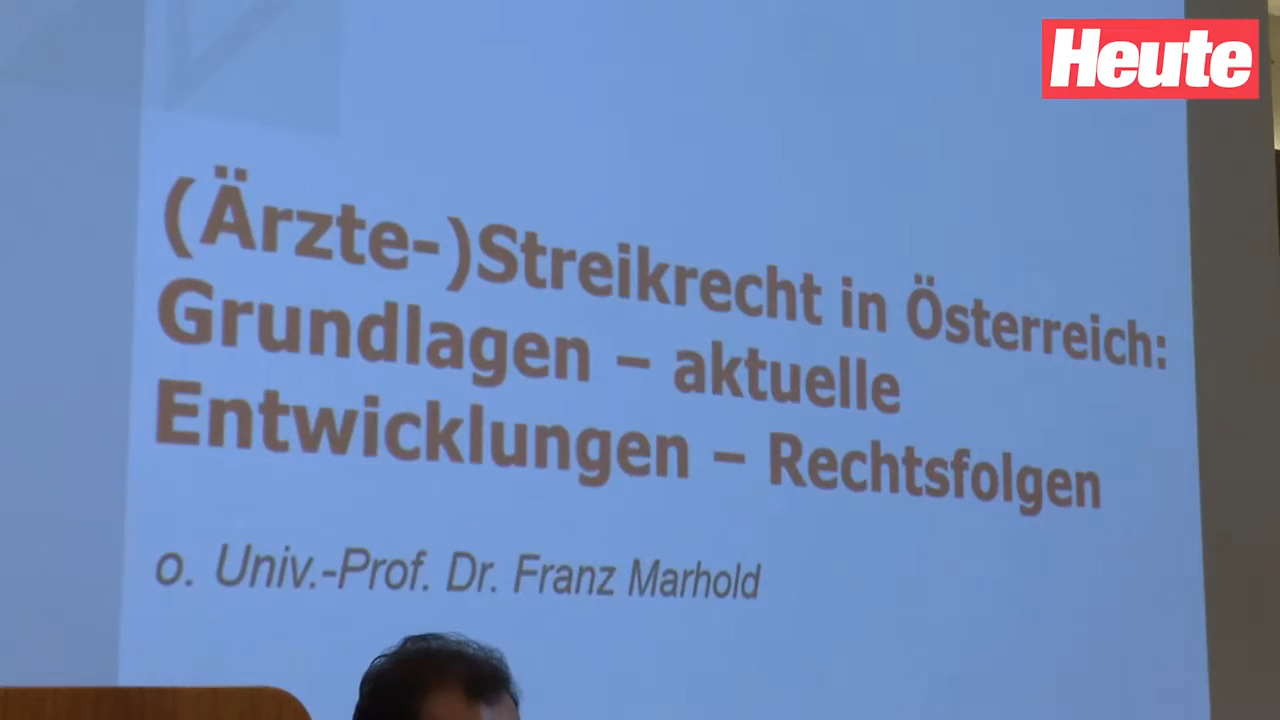 Heute
(Ärzte-)Streikrecht in Österreich:
Grundlagen – aktuelle
Entwicklungen – Rechtsfolgen
o. Univ.-Prof. Dr. Franz Marhold